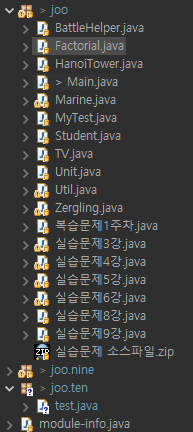 > joo
BattleHelper.java
Factorial.java
HanoiTower.java
> Main.java
Marine.java
MyTest.java
Student.java
TV.java
Unit.java
Util.java
Zergling.java
복습문제1주차.java
실습문제3강.java
실습문제4강.java
실습문제5강.java
실습문제6강.java
실습문제8강.java
실습문제9강.java
실습문제 소스파일.zip
> joo.nine
> joo.ten
test.java
module-info.java